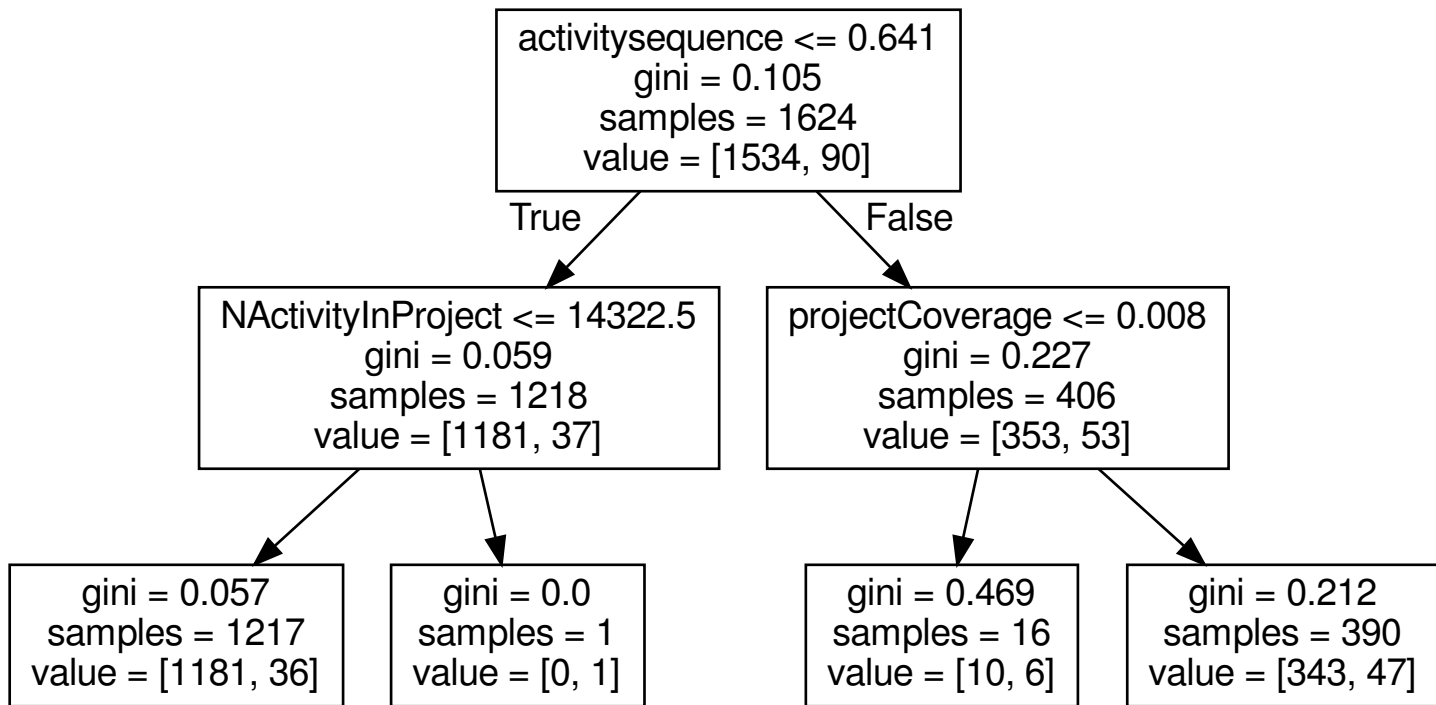 activitysequence <= 0.641
gini = 0.105
samples = 1624
value = [1534, 90]
True
False
NActivityInProject <= 14322.5
gini = 0.059
samples = 1218
value = [1181, 37]
projectCoverage <= 0.008
gini = 0.227
samples = 406
value = [353, 53]
gini = 0.057
samples = 1217
value = [1181, 36]
gini = 0.0
samples = 1
value = [0, 1]
gini = 0.469
samples = 16
value = [10, 6]
gini = 0.212
samples = 390
value = [343, 47]